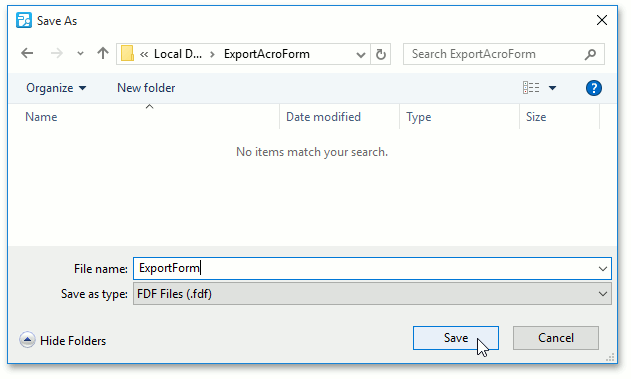 Save As
« Local D... › ExportAcroForm
Search ExportAcroForm
Organize
New folder
?
Name Date modified Type Size
No items match your search.
File name: ExportForm
Save as type: FDF Files (.fdf)
Hide Folders
Save
Cancel